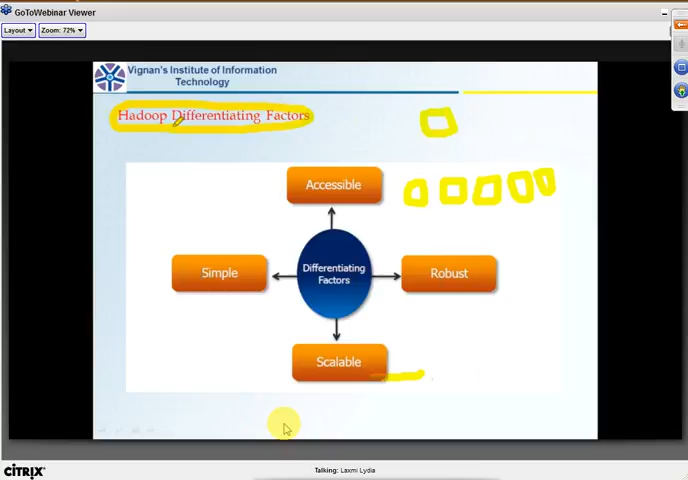 GoToWebinar Viewer
Layout
Zoom: 72%
Vignan's Institute of Information
Technology
Hadoop Differentiating Factors
Accessible
Simple
Differentiating
Factors
Robust
Scalable
CITRIX
Talking: Laxmi Lydia